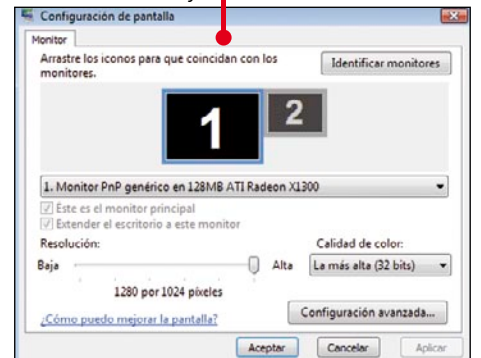 Configuración de pantalla
Monitor
Arrastre los iconos para que coincidan con los
monitores.
Identificar monitores
1
2
1. Monitor PnP genérico en 128MB ATI Radeon X1300
Éste es el monitor principal
Extender el escritorio a este monitor
Resolución:
Calidad de color:
Baja
Alta
La más alta (32 bits)
1280 por 1024 píxeles
¿Cómo puedo mejorar la pantalla?
Configuración avanzada...
Aceptar
Cancelar
Aplicar